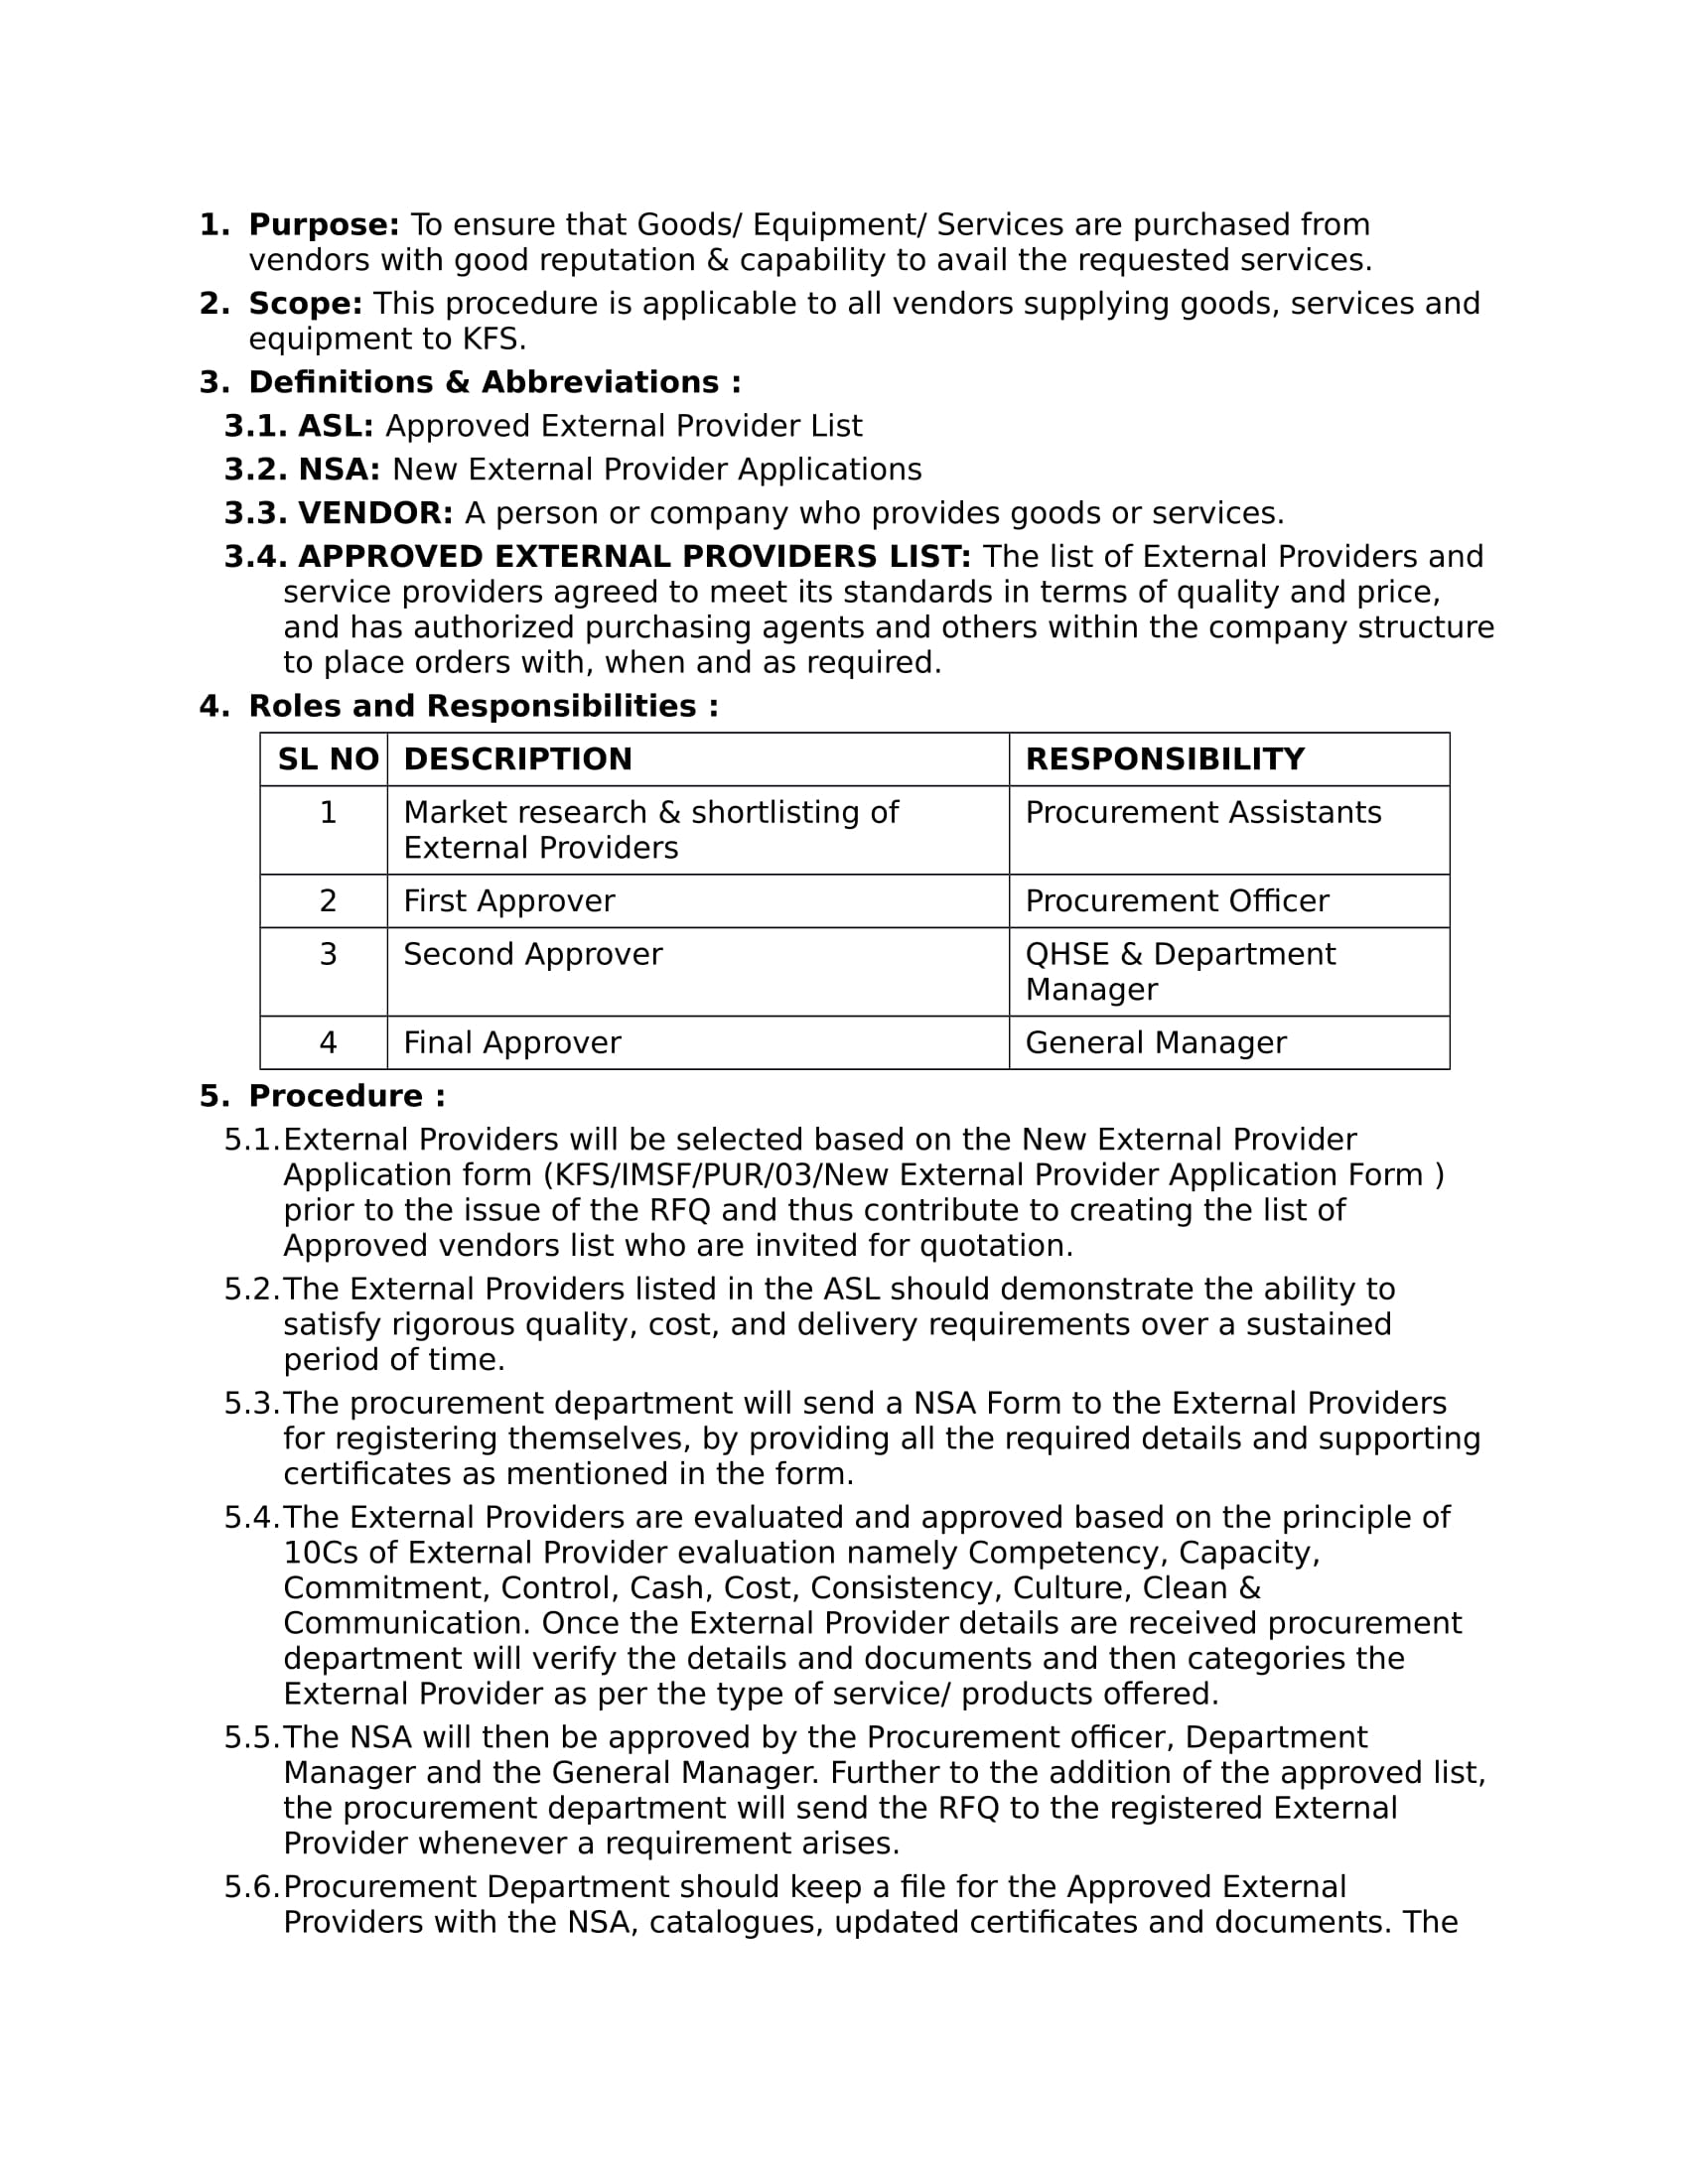 1. Purpose: To ensure that Goods/ Equipment/ Services are purchased from
vendors with good reputation & capability to avail the requested services.
2. Scope: This procedure is applicable to all vendors supplying goods, services and
equipment to KFS.
3. Definitions & Abbreviations :
3.1. ASL: Approved External Provider List
3.2. NSA: New External Provider Applications
3.3. VENDOR: A person or company who provides goods or services.
3.4. APPROVED EXTERNAL PROVIDERS LIST: The list of External Providers and
service providers agreed to meet its standards in terms of quality and price,
and has authorized purchasing agents and others within the company structure
to place orders with, when and as required.
4. Roles and Responsibilities :
SL NO DESCRIPTION RESPONSIBILITY
1 Market research & shortlisting of Procurement Assistants
External Providers
2 First Approver Procurement Officer
3 Second Approver QHSE & Department
Manager
4 Final Approver General Manager
5. Procedure :
5.1.External Providers will be selected based on the New External Provider
Application form (KFS/IMSF/PUR/03/New External Provider Application Form )
prior to the issue of the RFQ and thus contribute to creating the list of
Approved vendors list who are invited for quotation.
5.2.The External Providers listed in the ASL should demonstrate the ability to
satisfy rigorous quality, cost, and delivery requirements over a sustained
period of time.
5.3.The procurement department will send a NSA Form to the External Providers
for registering themselves, by providing all the required details and supporting
certificates as mentioned in the form.
5.4.The External Providers are evaluated and approved based on the principle of
10Cs of External Provider evaluation namely Competency, Capacity,
Commitment, Control, Cash, Cost, Consistency, Culture, Clean &
Communication. Once the External Provider details are received procurement
department will verify the details and documents and then categories the
External Provider as per the type of service/ products offered.
5.5.The NSA will then be approved by the Procurement officer, Department
Manager and the General Manager. Further to the addition of the approved list,
the procurement department will send the RFQ to the registered External
Provider whenever a requirement arises.
5.6.Procurement Department should keep a file for the Approved External
Providers with the NSA, catalogues, updated certificates and documents. The